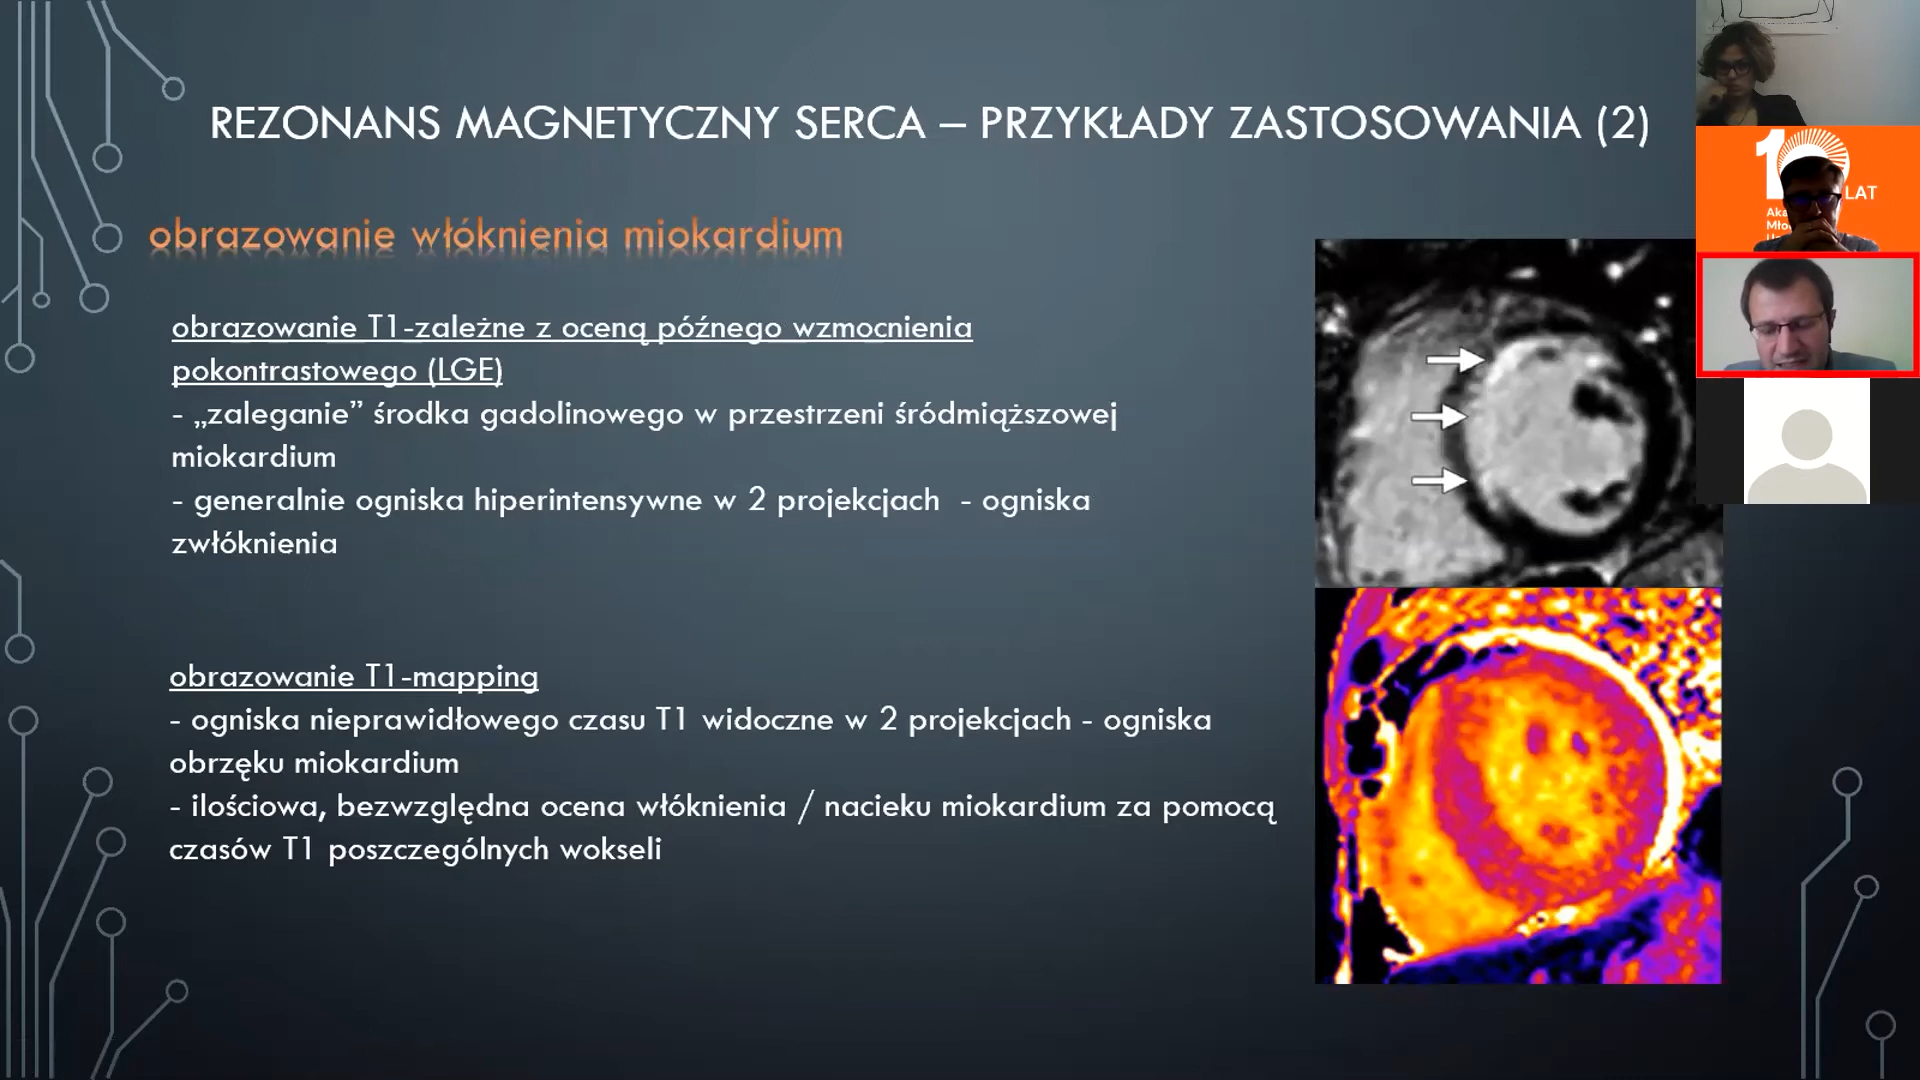 REZONANS MAGNETYCZNY SERCA – PRZYKŁADY ZASTOSOWANIA (2)
obrazowanie włóknienia miokardium
obrazowanie T1-zależne z oceną późnego wzmocnienia
pokontrastowego (LGE)
- „zaleganie” środka gadolinowego w przestrzeni śródmiąższowej
miokardium
- generalnie ogniska hiperintensywne w 2 projekcjach - ogniska
zwłóknienia
obrazowanie T1-mapping
- ogniska nieprawidłowego czasu T1 widoczne w 2 projekcjach - ogniska
obrzęku miokardium
- ilościowa, bezwzględna ocena włóknienia / nacieku miokardium za pomocą
czasów T1 poszczególnych wokseli
LAT